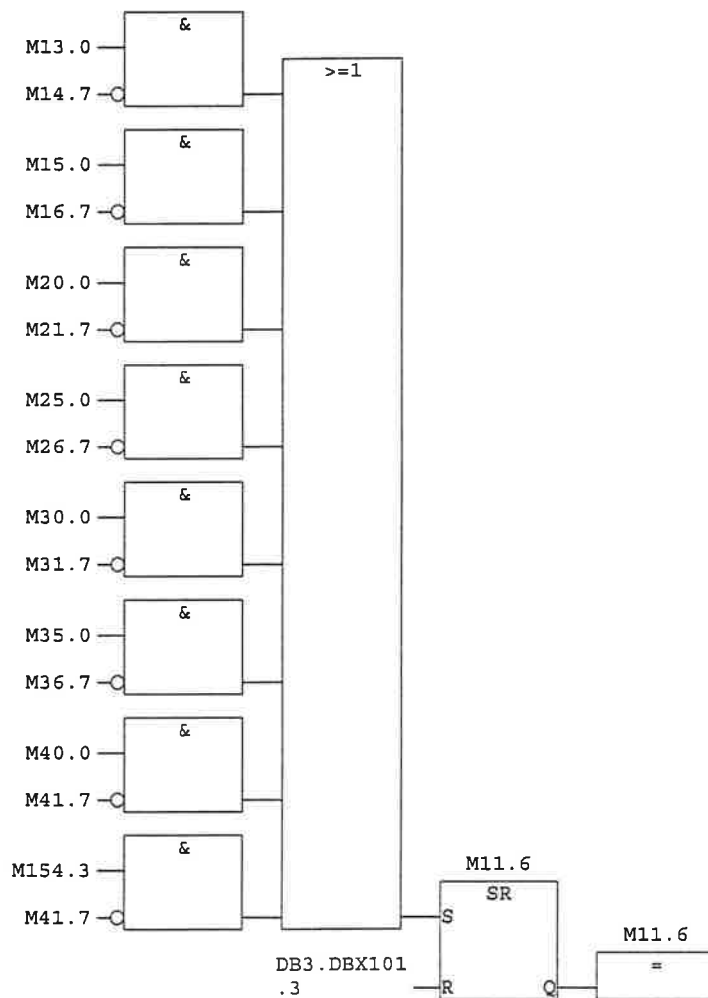 &
M13.0
>=1
M14.7
&
M15.0
M16.7
&
M20.0
M21.7
&
M25.0
M26.7
&
M30.0
M31.7
&
M35.0
M36.7
&
M40.0
M41.7
&
M154.3
M11.6
SR
M41.7
S
M11.6
DB3.DBX101
.3
R
Q
=